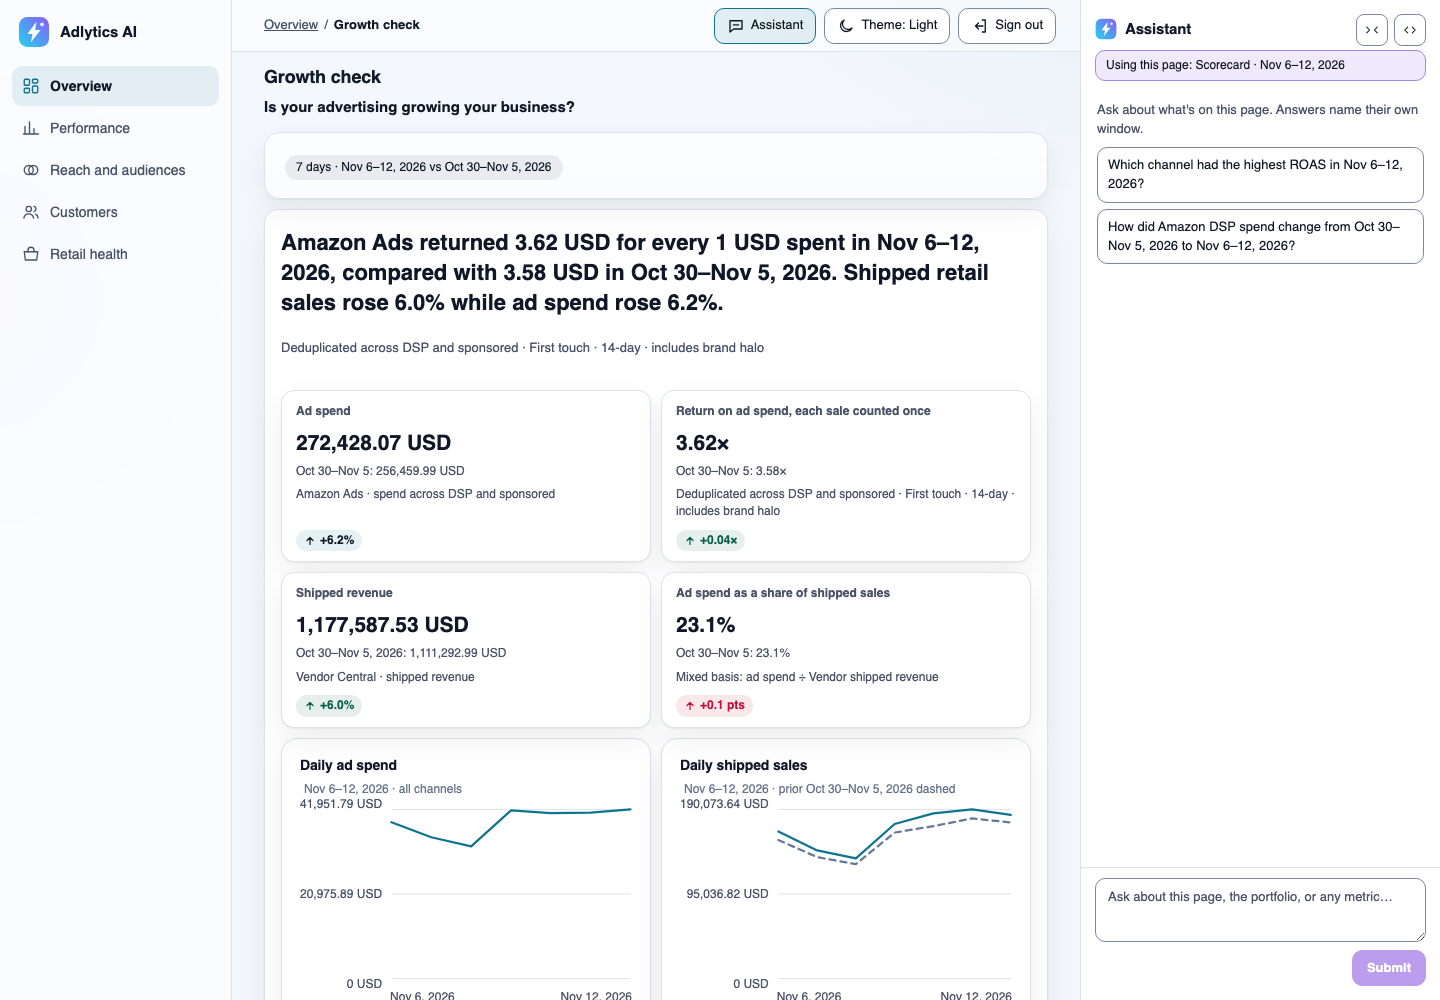 Adlytics AI
Overview
Performance
Reach and audiences
Customers
Retail health
Overview / Growth check
Assistant
Theme: Light
Sign out
Growth check
Is your advertising growing your business?
7 days · Nov 6–12, 2026 vs Oct 30–Nov 5, 2026
Amazon Ads returned 3.62 USD for every 1 USD spent in Nov 6–12,
2026, compared with 3.58 USD in Oct 30–Nov 5, 2026. Shipped retail
sales rose 6.0% while ad spend rose 6.2%.
Deduplicated across DSP and sponsored · First touch · 14-day · includes brand halo
Ad spend
272,428.07 USD
Oct 30–Nov 5: 256,459.99 USD
Amazon Ads · spend across DSP and sponsored
↑ +6.2%
Return on ad spend, each sale counted once
3.62×
Oct 30–Nov 5: 3.58×
Deduplicated across DSP and sponsored · First touch · 14-day ·
includes brand halo
↑ +0.04×
Shipped revenue
1,177,587.53 USD
Oct 30–Nov 5, 2026: 1,111,292.99 USD
Vendor Central · shipped revenue
↑ +6.0%
Ad spend as a share of shipped sales
23.1%
Oct 30–Nov 5: 23.1%
Mixed basis: ad spend ÷ Vendor shipped revenue
↑ +0.1 pts
Daily ad spend
Nov 6–12, 2026 · all channels
41,951.79 USD
20,975.89 USD
0 USD
Nov 6, 2026
Nov 12, 2026
Daily shipped sales
Nov 6–12, 2026 · prior Oct 30–Nov 5, 2026 dashed
190,073.64 USD
95,036.82 USD
0 USD
Nov 6, 2026
Nov 12, 2026
Assistant
Using this page: Scorecard · Nov 6–12, 2026
Ask about what's on this page. Answers name their own
window.
Which channel had the highest ROAS in Nov 6–12,
2026?
How did Amazon DSP spend change from Oct 30–
Nov 5, 2026 to Nov 6–12, 2026?
Ask about this page, the portfolio, or any metric…
Submit